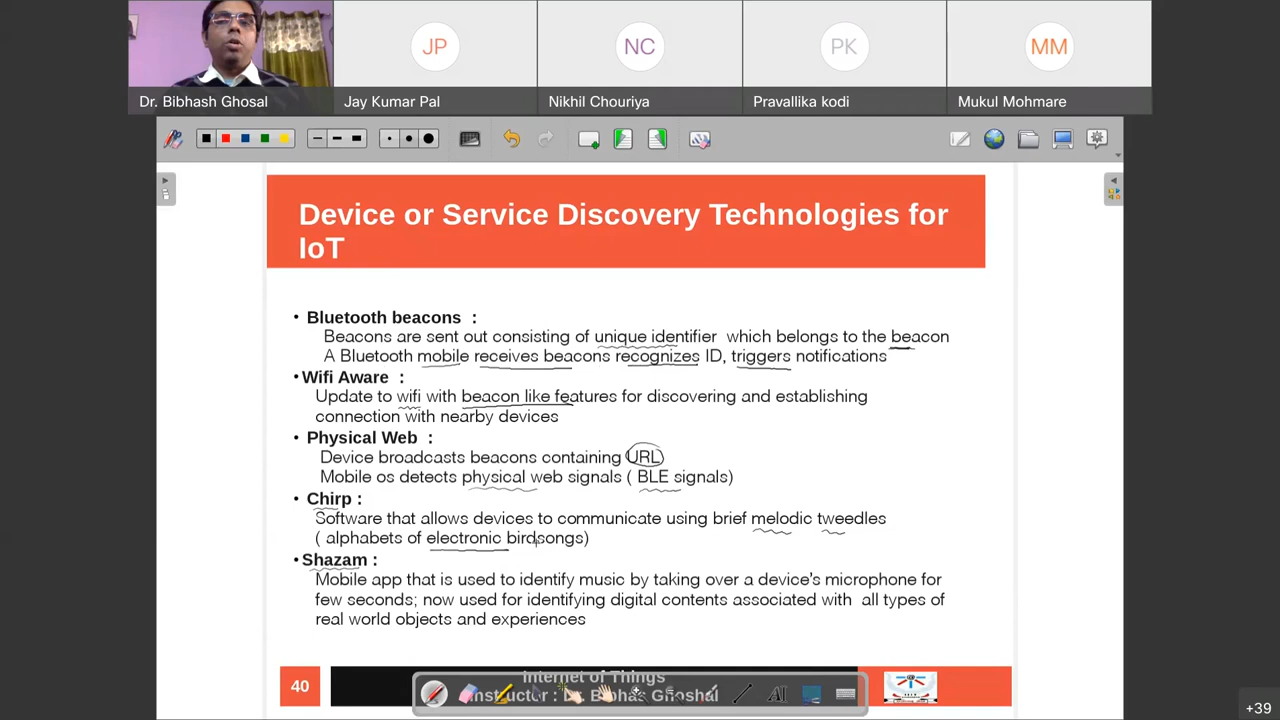 JP
NC
PK
MM
Dr. Bibhash Ghosal
Jay Kumar Pal
Nikhil Chouriya
Pravallika kodi
Mukul Mohmare
Device or Service Discovery Technologies for
IoT
• Bluetooth beacons :
Beacons are sent out consisting of unique identifier which belongs to the beacon
A Bluetooth mobile receives beacons recognizes ID, triggers notifications
• Wifi Aware :
Update to wifi with beacon like features for discovering and establishing
connection with nearby devices
• Physical Web :
Device broadcasts beacons containing URL
Mobile os detects physical web signals ( BLE signals)
• Chirp :
Software that allows devices to communicate using brief melodic tweedles
( alphabets of electronic birdsongs)
• Shazam :
Mobile app that is used to identify music by taking over a device's microphone for
few seconds; now used for identifying digital contents associated with all types of
real world objects and experiences
40
Internet of Things
Instructor : Dr. Bibhas Ghoshal
+39